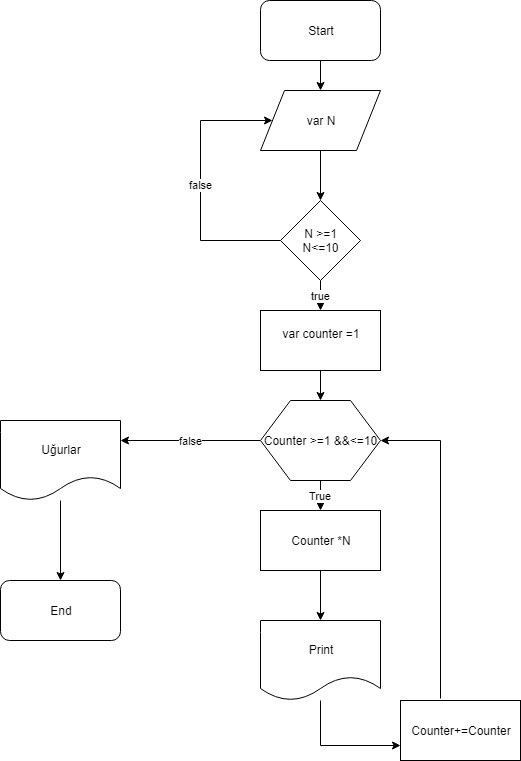 Start
var N
false
N >=1
N<=10
true
var counter =1
Counter >=1 &&<=10
false
Uğurlar
True
Counter *N
End
Print
Counter+=Counter